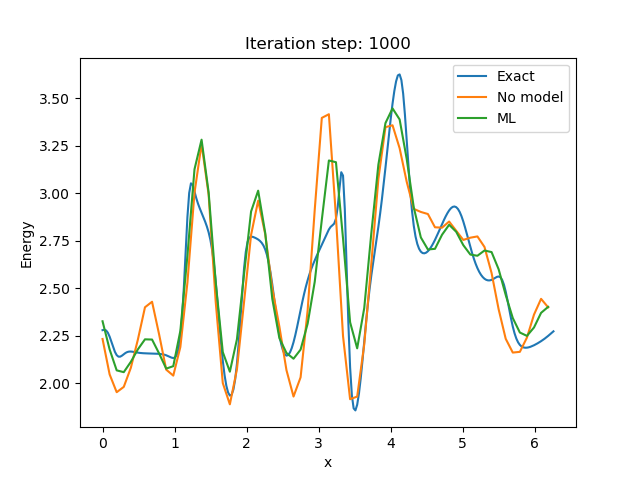 Iteration step: 1000
Exact
No model
ML
3.50
3.25
3.00
2.75
2.50
2.25
2.00
Energy
0 1 2 3 4 5 6
x